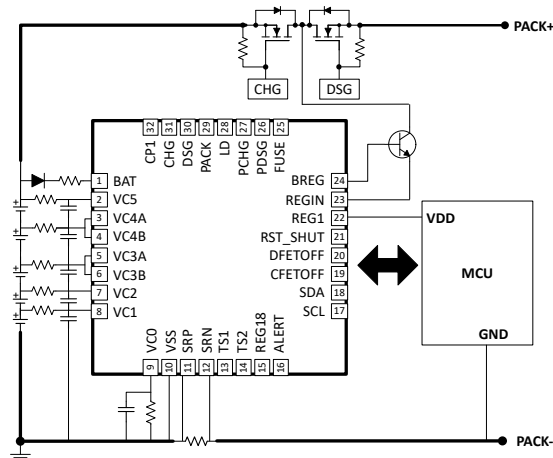 PACK+
CHG
DSG
32 31 30 29 28 27 26 25
CP1 CHG DSG PACK LD PCHG PDSG FUSE
1 BAT
2 VC5
3 VC4A
4 VC4B
5 VC3A
6 VC3B
7 VC2
8 VC1
BREG 24
REGIN 23
REG1 22
RST_SHUT 21
DFETOFF 20
CFETOFF 19
SDA 18
SCL 17
VC0 VSS SRP SRN TS1 TS2 REG18 ALERT
9 10 11 12 13 14 15 16
VDD
MCU
GND
PACK-